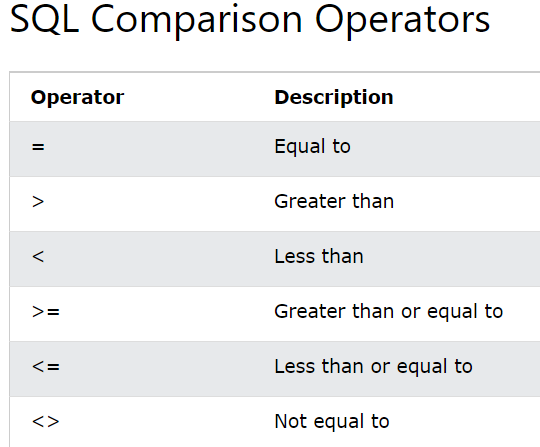 SQL Comparison Operators
Operator Description
= Equal to
> Greater than
< Less than
>= Greater than or equal to
<= Less than or equal to
<> Not equal to